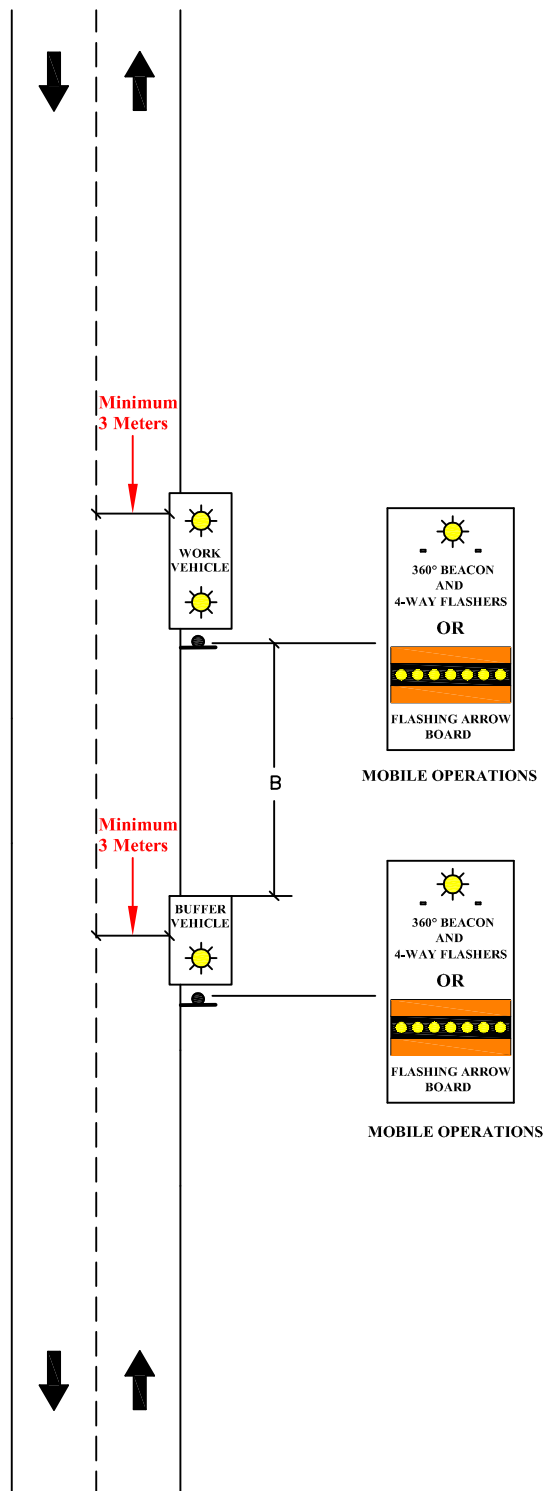 Minimum
3 Meters
WORK
VEHICLE
360° BEACON
AND
4-WAY FLASHERS
OR
FLASHING ARROW
BOARD
MOBILE OPERATIONS
B
Minimum
3 Meters
BUFFER
VEHICLE
360° BEACON
AND
4-WAY FLASHERS
OR
FLASHING ARROW
BOARD
MOBILE OPERATIONS